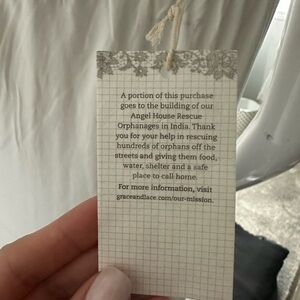 A portion of this purchase
goes to the building of our
Angel House Rescue
Orphanages in India. Thank
you for your help in rescuing
hundreds of orphans off the
streets and giving them food,
water, shelter and a safe
place to call home.
For more information, visit
graceandlace.com/our-mission.